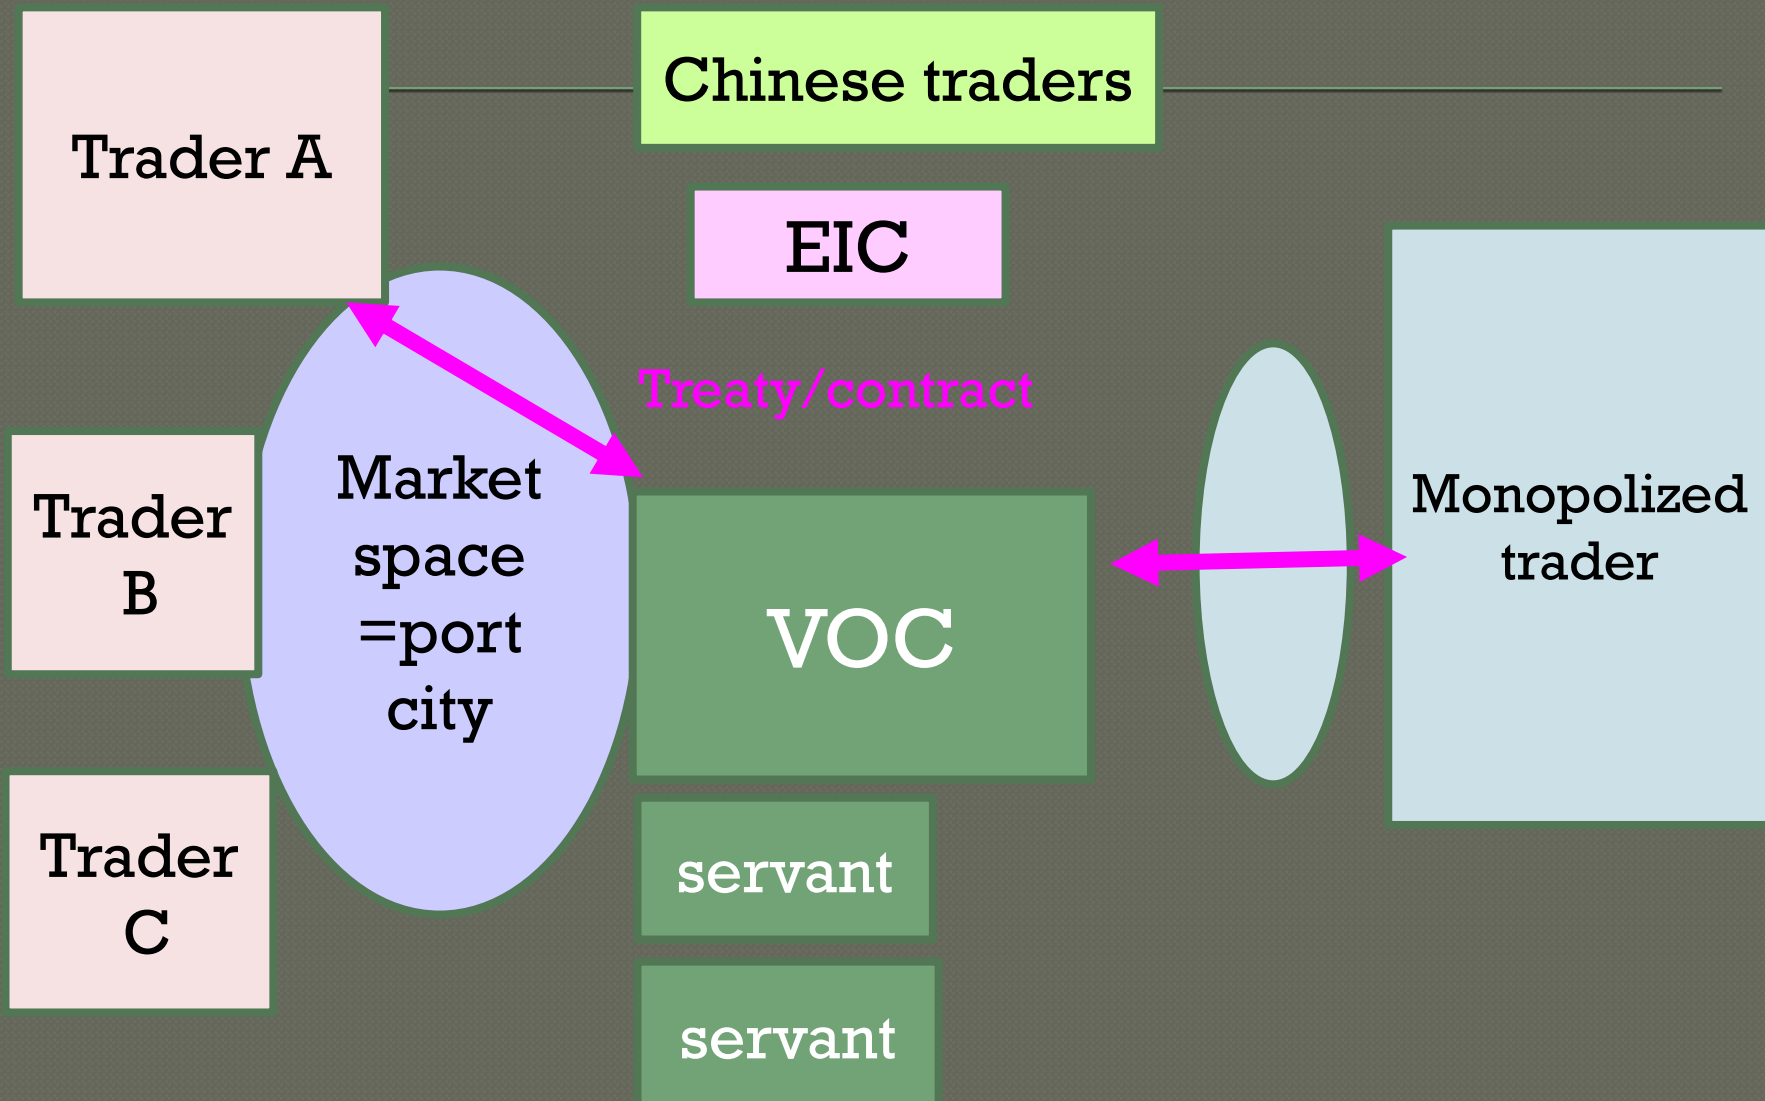 Trader A
Chinese traders
EIC
Treaty/contract
Trader
B
Market
space
=port
city
VOC
Monopolized
trader
Trader
C
servant
servant